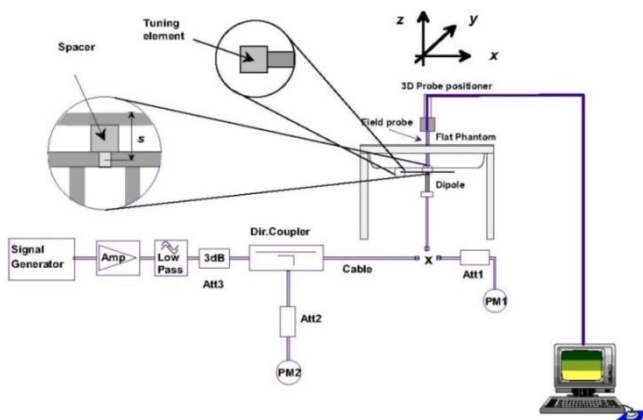 Tuning
element
Spacer
s
z
y
x
3D Probe positioner
Field probe
Flat Phantom
Dipole
Signal
Generator
Amp
Low
Pass
3dB
Att3
Dir.Coupler
Cable
x
Att1
PM1
Att2
PM2